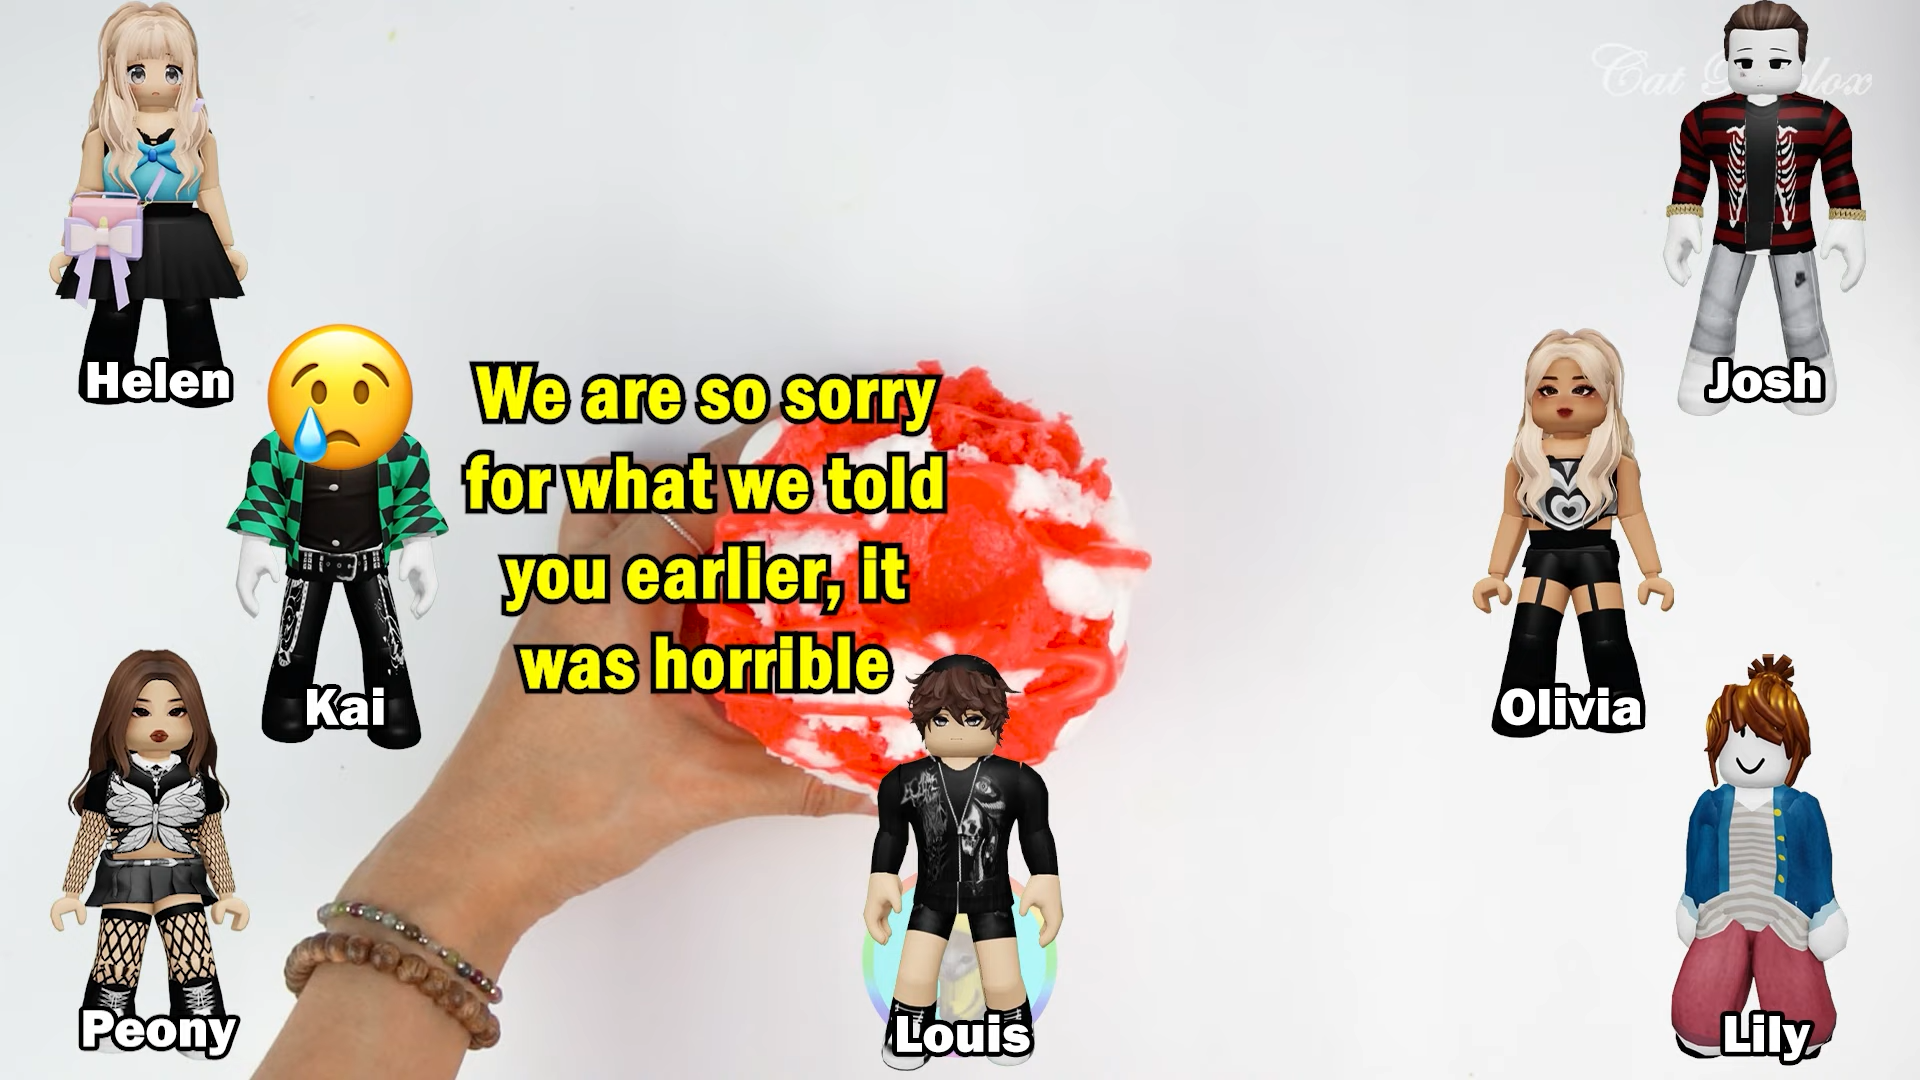 Helen
Josh
We are so sorry
for what we told
you earlier, it
was horrible
Kai
Olivia
Peony
Louis
Lily